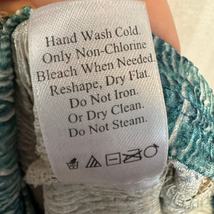 Hand Wash Cold.
Only Non-Chlorine
Bleach When Needed.
Reshape, Dry Flat.
Do Not Iron.
Or Dry Clean.
Do Not Steam.